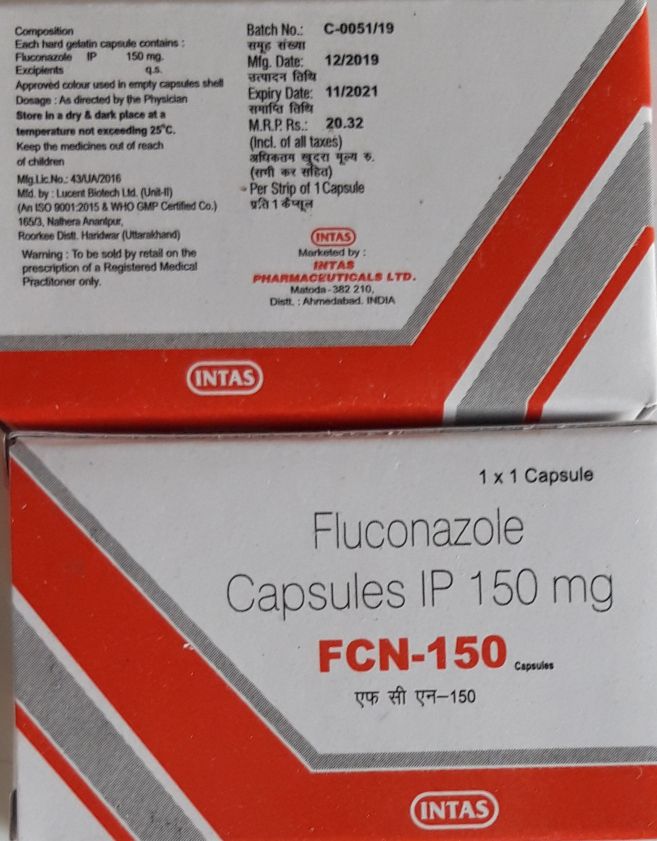 Composition
Each hard gelatin capsule contains :
Fluconazole IP 150 mg.
Excipients q.s.
Approved colour used in empty capsules shell
Dosage : As directed by the Physician
Store in a dry & dark place at a
temperature not exceeding 25°C.
Keep the medicines out of reach
of children
Mfg.Lic.No.: 43/UA/2016
Mfd. by : Lucent Biotech Ltd. (Unit-II)
(An ISO 9001:2015 & WHO GMP Certified Co.)
165/3, Nathera Anantpur,
Roorkee Distt. Haridwar (Uttarakhand)
Warning : To be sold by retail on the
prescription of a Registered Medical
Practitoner only.
Batch No.: C-0051/19
समूह संख्या
Mfg. Date: 12/2019
उत्पादन तिथि
Expiry Date: 11/2021
समाप्ति तिथि
M.R.P. Rs.: 20.32
(Incl. of all taxes)
अधिकतम खुदरा मूल्य रु.
(सभी कर सहित)
Per Strip of 1 Capsule
प्रति 1 कैप्सूल
INTAS
Marketed by :
INTAS
PHARMACEUTICALS LTD.
Matoda-382 210,
Distt. : Ahmedabad. INDIA
INTAS
1 x 1 Capsule
Fluconazole
Capsules IP 150 mg
FCN-150 Capsules
एफ सी एन-150
INTAS